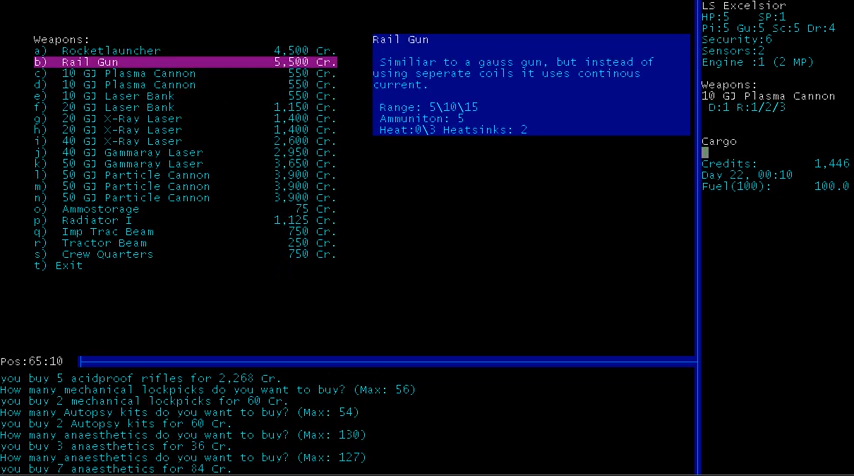 Weapons:
a) Rocketlauncher 4,500 Cr.
b) Rail Gun 5,500 Cr.
c) 10 GJ Plasma Cannon 550 Cr.
d) 10 GJ Plasma Cannon 550 Cr.
e) 10 GJ Laser Bank 550 Cr.
f) 20 GJ Laser Bank 1,150 Cr.
g) 20 GJ X-Ray Laser 1,400 Cr.
h) 20 GJ X-Ray Laser 1,400 Cr.
i) 40 GJ X-Ray Laser 2,600 Cr.
j) 40 GJ Gammaray Laser 2,950 Cr.
k) 50 GJ Gammaray Laser 3,650 Cr.
l) 50 GJ Particle Cannon 3,900 Cr.
m) 50 GJ Particle Cannon 3,900 Cr.
n) 50 GJ Particle Cannon 3,900 Cr.
o) Ammostorage 75 Cr.
p) Radiator I 1,125 Cr.
q) Imp Trac Beam 750 Cr.
r) Tractor Beam 250 Cr.
s) Crew Quarters 750 Cr.
t) Exit
Rail Gun
Similiar to a gauss gun, but instead of
using seperate coils it uses continous
current.
Range: 5\10\15
Ammuniton: 5
Heat:0\3 Heatsinks: 2
LS Excelsior
HP:5 SP:1
Pi:5 Gu:5 Sc:5 Dr:4
Security:6
Sensors:2
Engine :1 (2 MP)
Weapons:
10 GJ Plasma Cannon
D:1 R:1/2/3
Cargo
Credits: 1,446
Day 22, 00:10
Fuel(100): 100.0
Pos:65:10
you buy 5 acidproof rifles for 2,268 Cr.
How many mechanical lockpicks do you want to buy? (Max: 56)
you buy 2 mechanical lockpicks for 60 Cr.
How many Autopsy kits do you want to buy? (Max: 54)
you buy 2 Autopsy kits for 60 Cr.
How many anaesthetics do you want to buy? (Max: 130)
you buy 3 anaesthetics for 36 Cr.
How many anaesthetics do you want to buy? (Max: 127)
you buy 7 anaesthetics for 84 Cr.